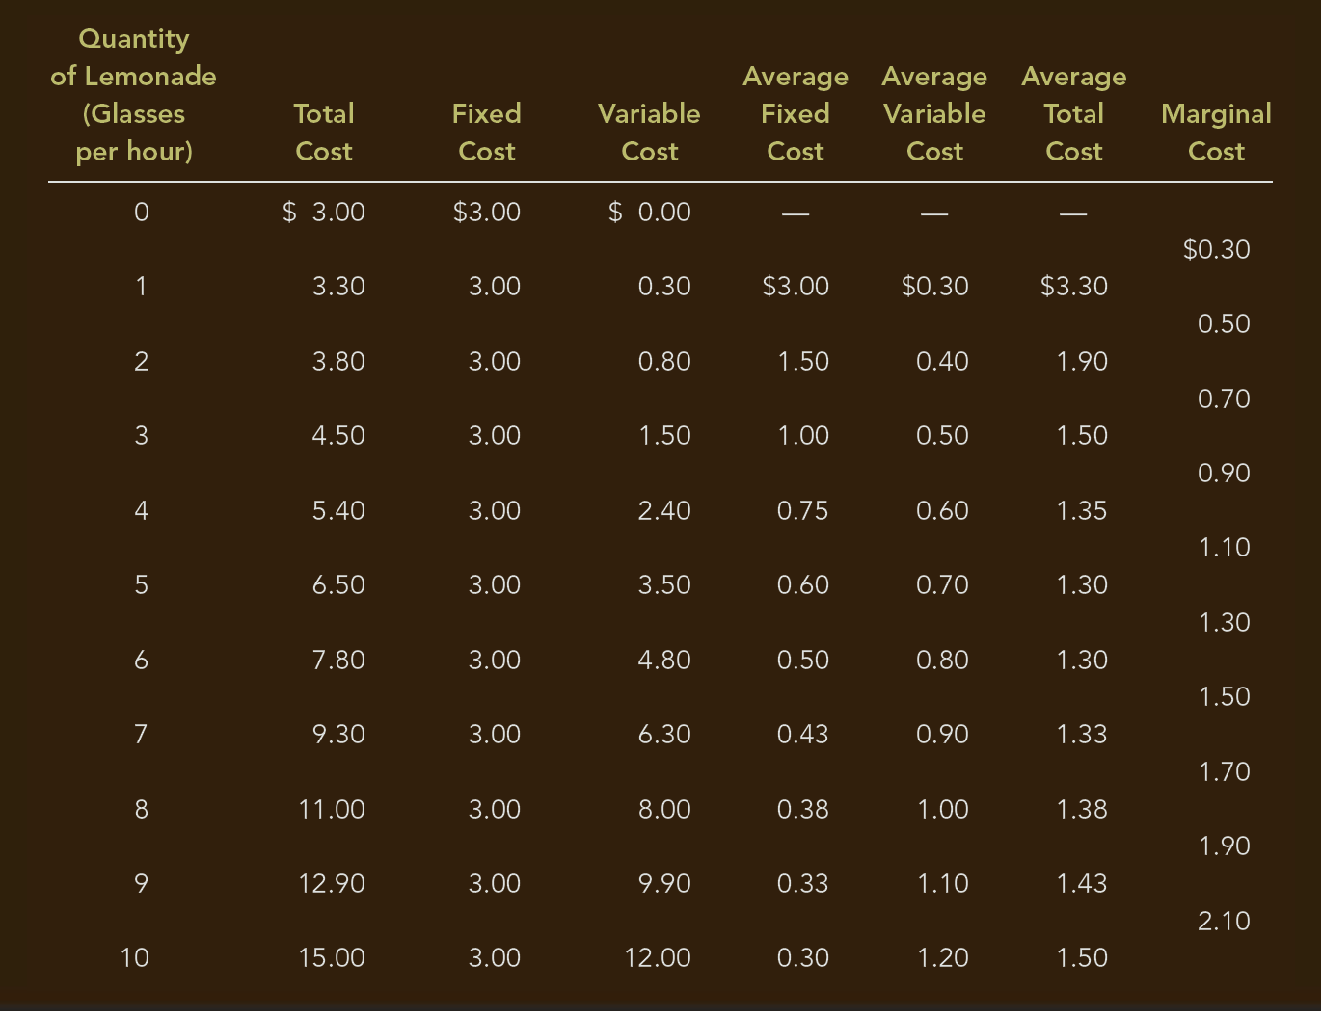 Quantity
of Lemonade Average Average Average
(Glasses Total Fixed Variable Fixed Variable Total Marginal
per hour) Cost Cost Cost Cost Cost Cost Cost
0 $ 3.00 $3.00 $ 0.00 — — —
$0.30
1 3.30 3.00 0.30 $3.00 $0.30 $3.30
0.50
2 3.80 3.00 0.80 1.50 0.40 1.90
0.70
3 4.50 3.00 1.50 1.00 0.50 1.50
0.90
4 5.40 3.00 2.40 0.75 0.60 1.35
1.10
5 6.50 3.00 3.50 0.60 0.70 1.30
1.30
6 7.80 3.00 4.80 0.50 0.80 1.30
1.50
7 9.30 3.00 6.30 0.43 0.90 1.33
1.70
8 11.00 3.00 8.00 0.38 1.00 1.38
1.90
9 12.90 3.00 9.90 0.33 1.10 1.43
2.10
10 15.00 3.00 12.00 0.30 1.20 1.50